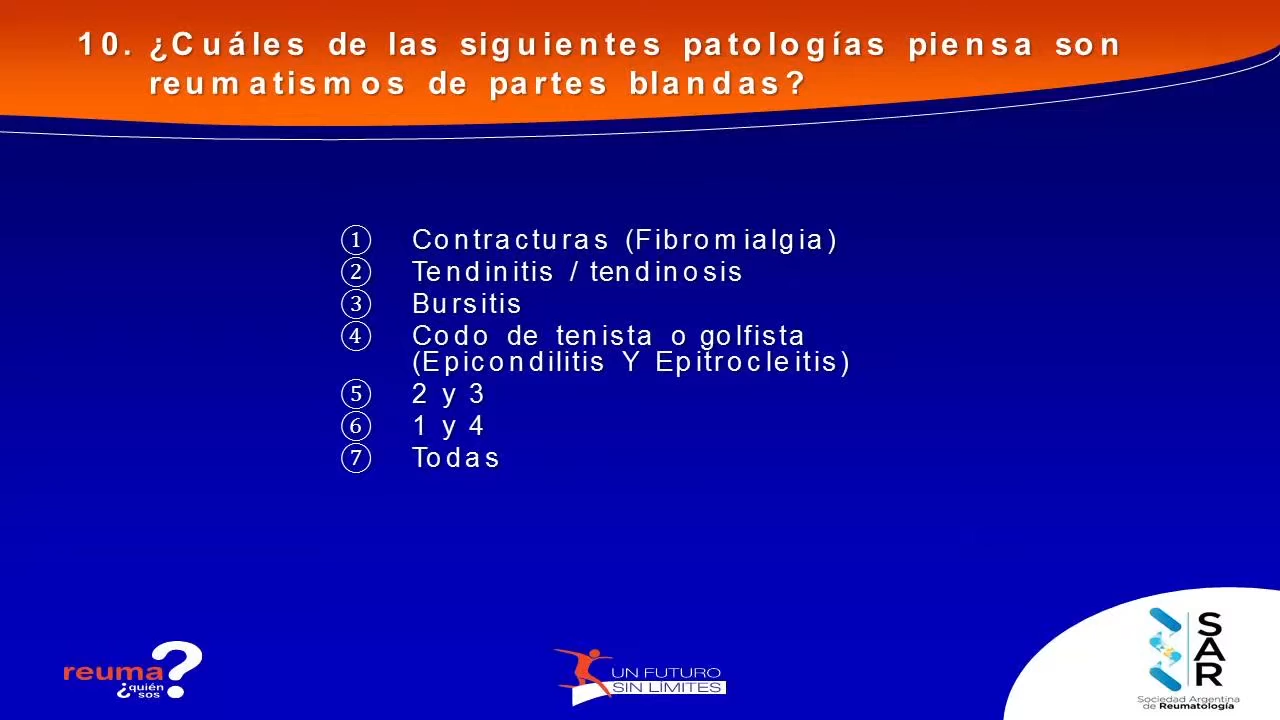 10. ¿Cuáles de las siguientes patologías piensa son
reumatismos de partes blandas?
① Contracturas (Fibromialgia)
② Tendinitis / tendinosis
③ Bursitis
④ Codo de tenista o golfista
(Epicondilitis Y Epitrocleitis)
⑤ 2 y 3
⑥ 1 y 4
⑦ Todas
reuma?
¿quién
sos
UN FUTURO
SIN LÍMITES
SAR
Sociedad Argentina
de Reumatología